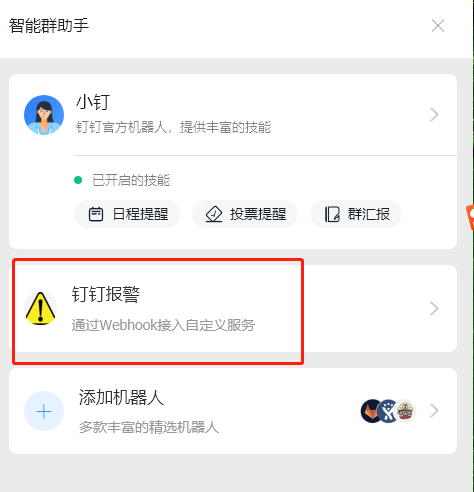 智能群助手
小钉
钉钉官方机器人，提供丰富的技能
已开启的技能
日程提醒 投票提醒 群汇报
钉钉报警
通过Webhook接入自定义服务
添加机器人
多款丰富的精选机器人